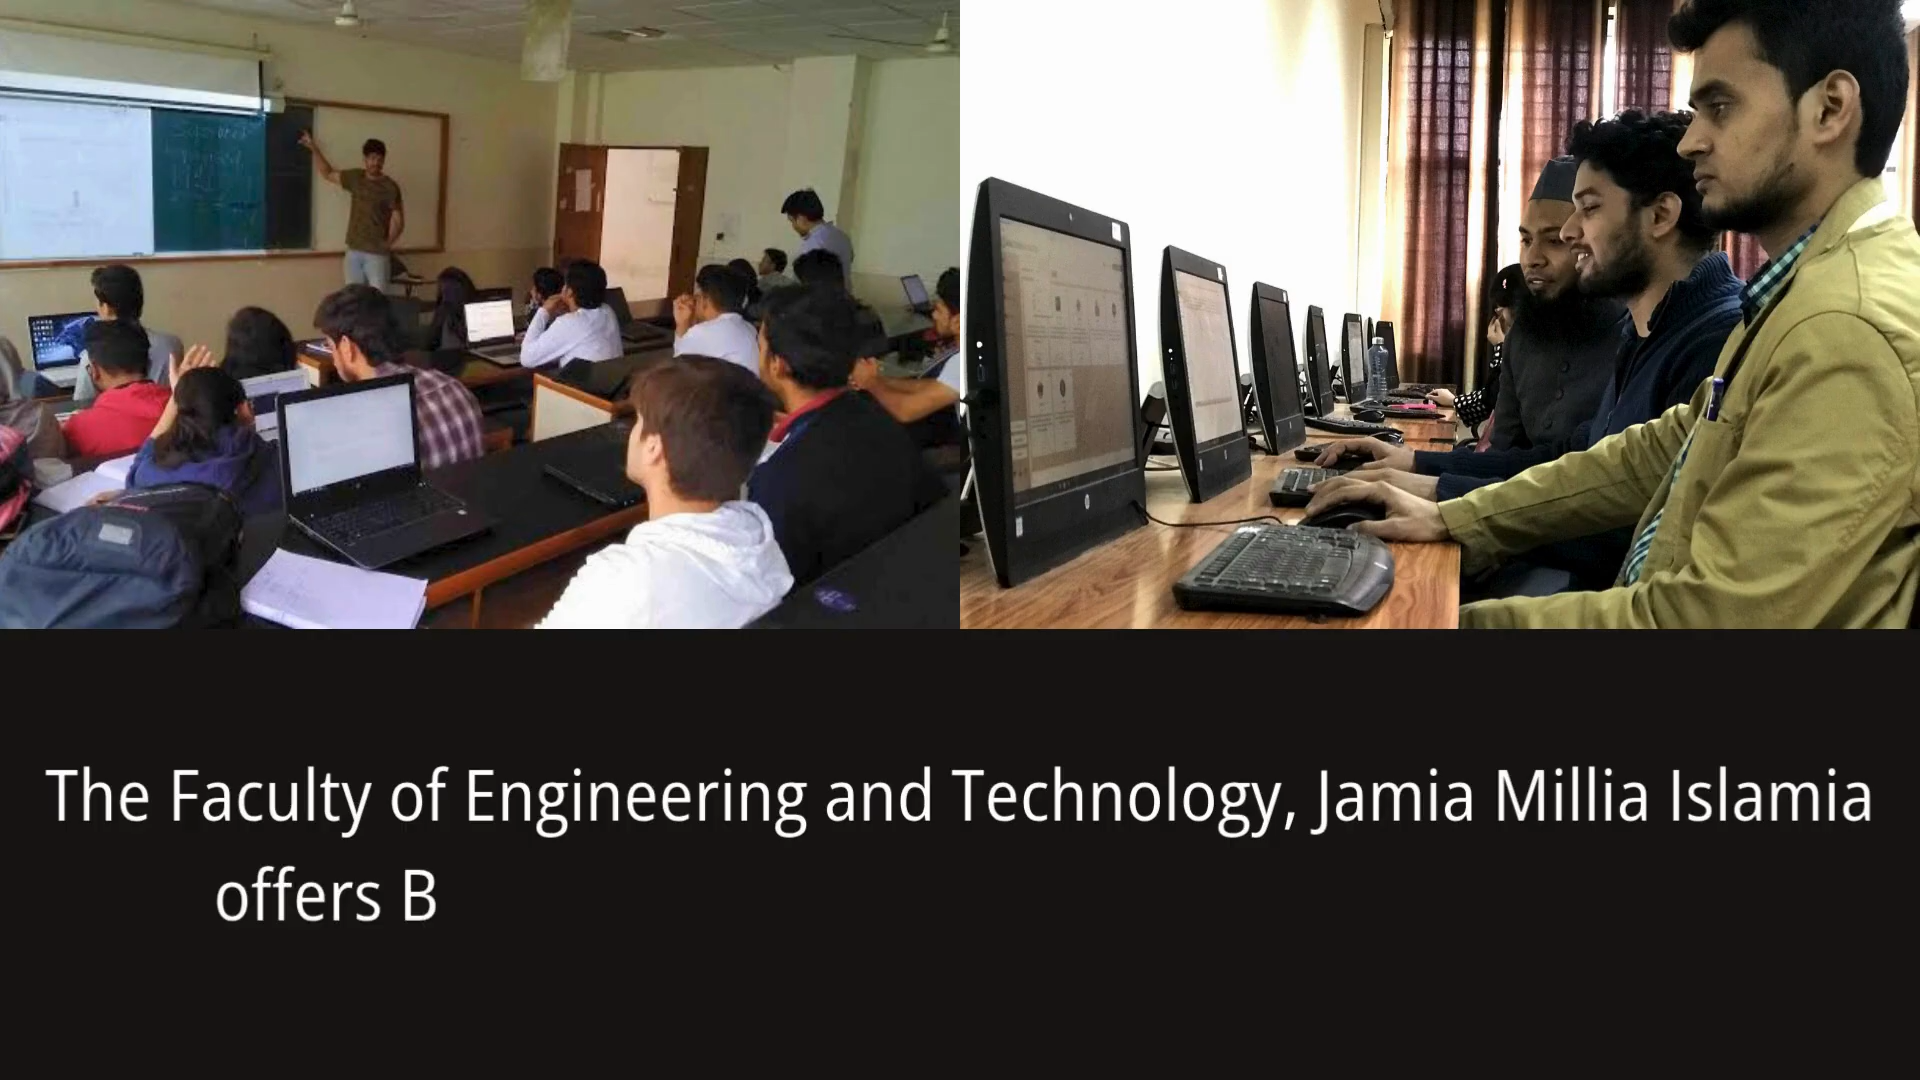 The Faculty of Engineering and Technology, Jamia Millia Islamia
offers B